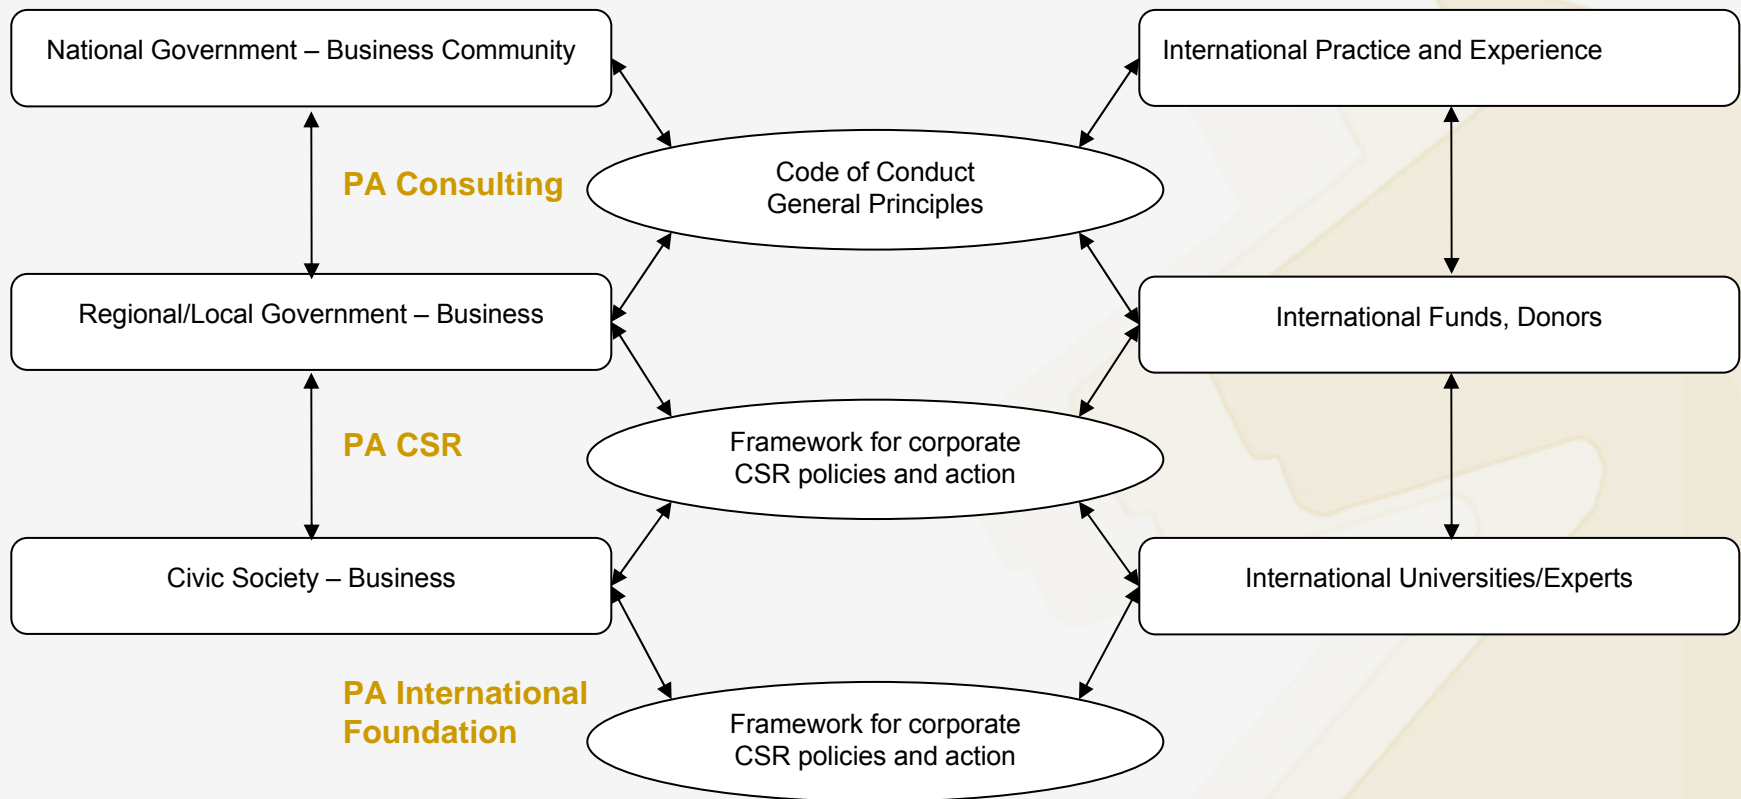 National Government – Business Community
International Practice and Experience
Code of Conduct
General Principles
PA Consulting
Regional/Local Government – Business
International Funds, Donors
PA CSR
Framework for corporate
CSR policies and action
Civic Society – Business
International Universities/Experts
PA International
Foundation
Framework for corporate
CSR policies and action